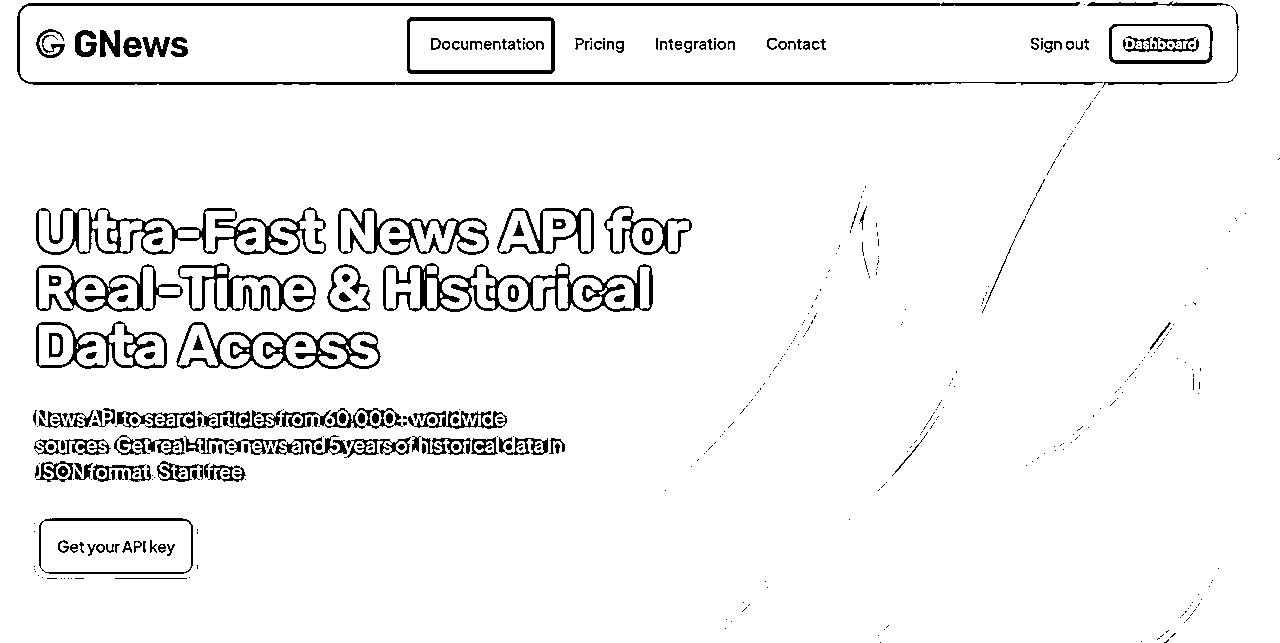 GNews
Documentation Pricing Integration Contact
Sign out Dashboard
Ultra-Fast News API for
Real-Time & Historical
Data Access
News API to search articles from 60,000+ worldwide
sources. Get real-time news and 5 years of historical data in
JSON format. Start free.
Get your API key